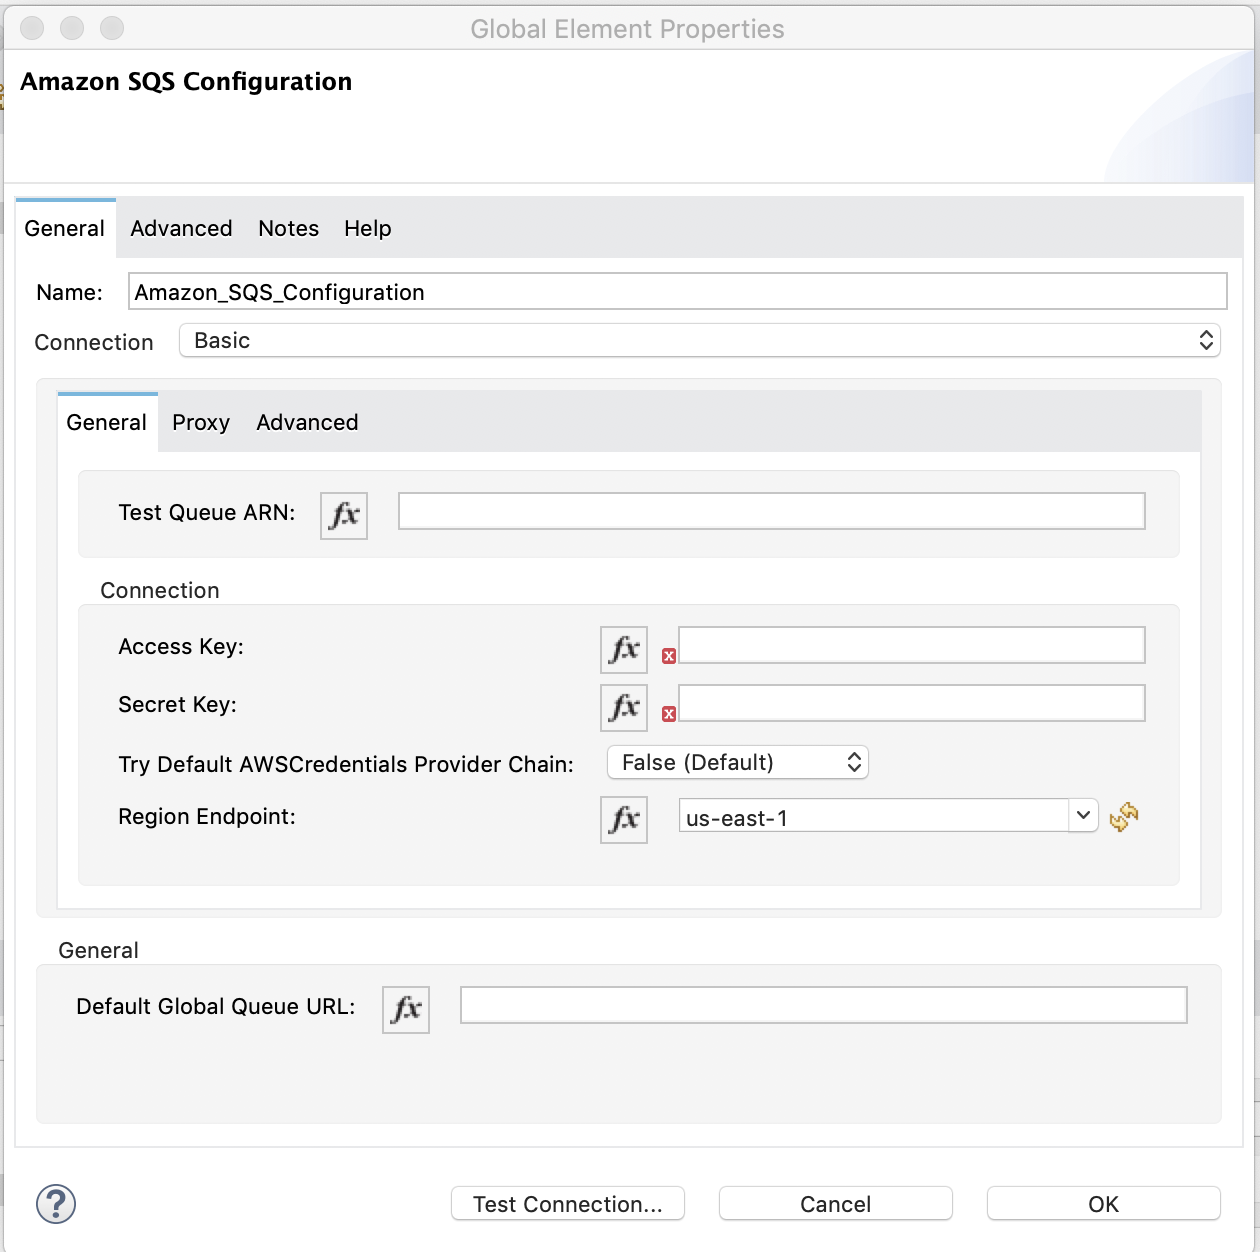 Global Element Properties
Amazon SQS Configuration
General Advanced Notes Help
Name: Amazon_SQS_Configuration
Connection Basic
General Proxy Advanced
Test Queue ARN: fx
Connection
Access Key: fx
Secret Key: fx
Try Default AWSCredentials Provider Chain: False (Default)
Region Endpoint: fx us-east-1
General
Default Global Queue URL: fx
? Test Connection... Cancel OK